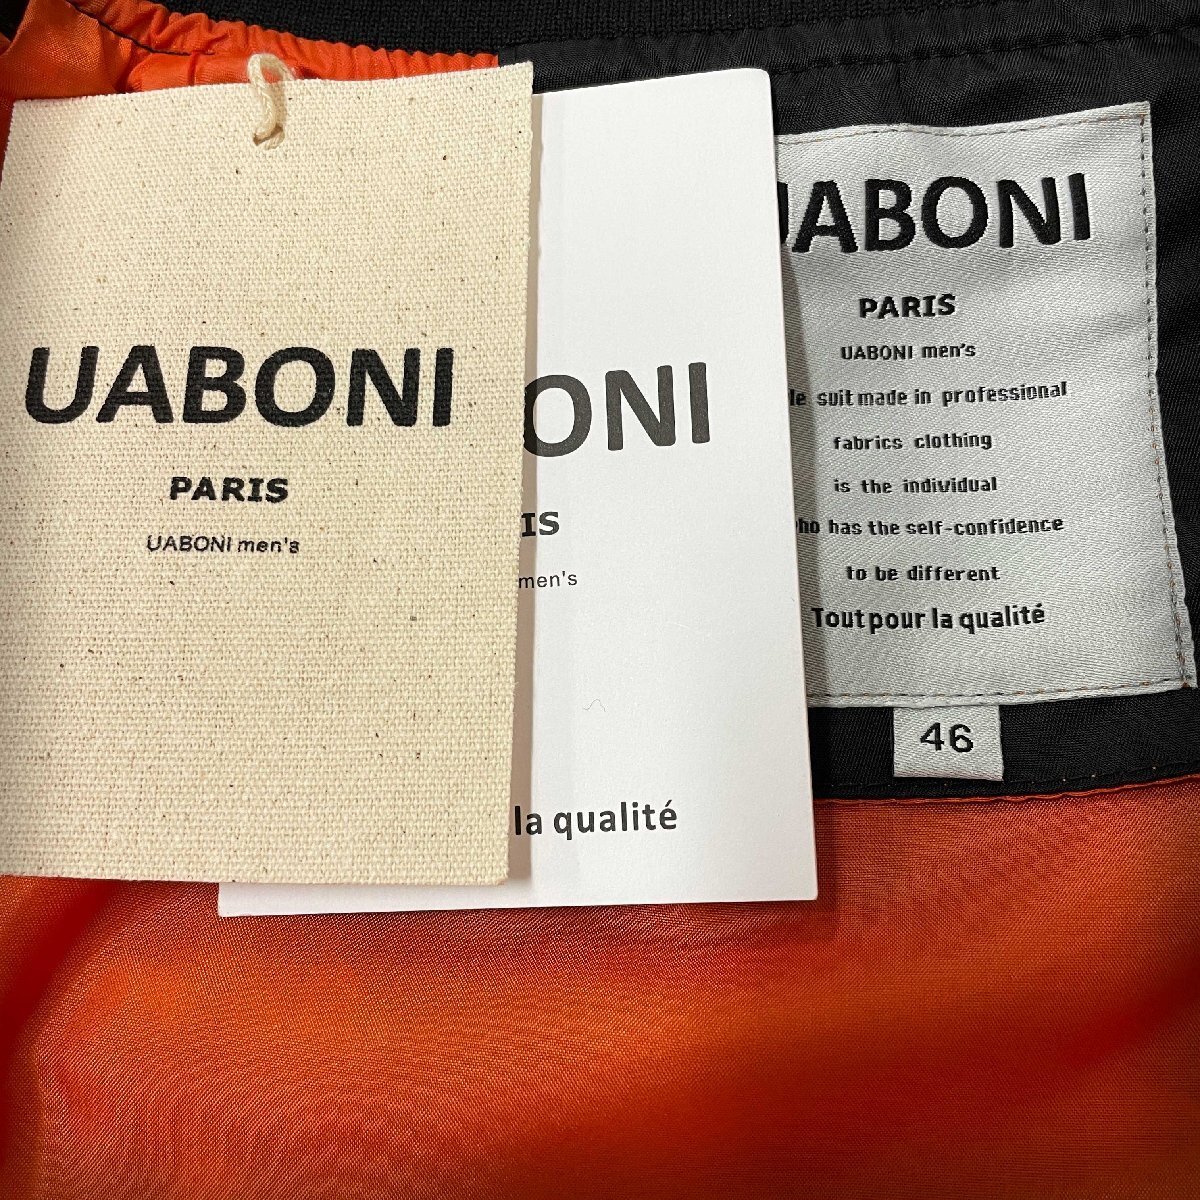 UABONI
PARIS
UABONI men's
ONI
IS
men's
la qualité
UABONI
PARIS
UABONI men's
suit made in professional
fabrics clothing
is the individual
has the self-confidence
to be different
Tout pour la qualité
46